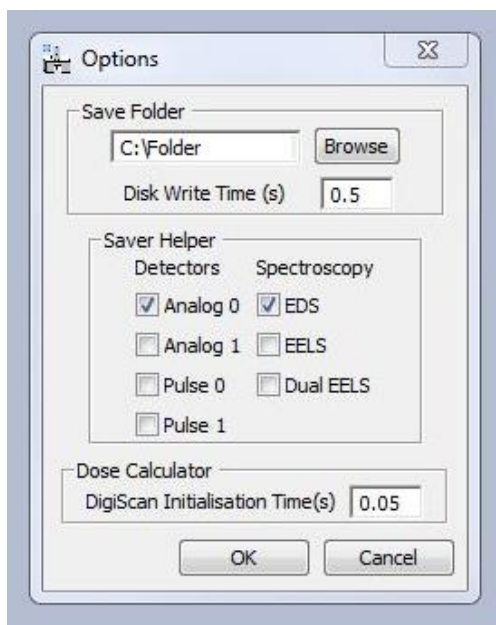 Options
Save Folder
C:\Folder Browse
Disk Write Time (s) 0.5
Saver Helper
Detectors Spectroscopy
Analog 0 EDS
Analog 1 EELS
Pulse 0 Dual EELS
Pulse 1
Dose Calculator
DigiScan Initialisation Time(s) 0.05
OK Cancel